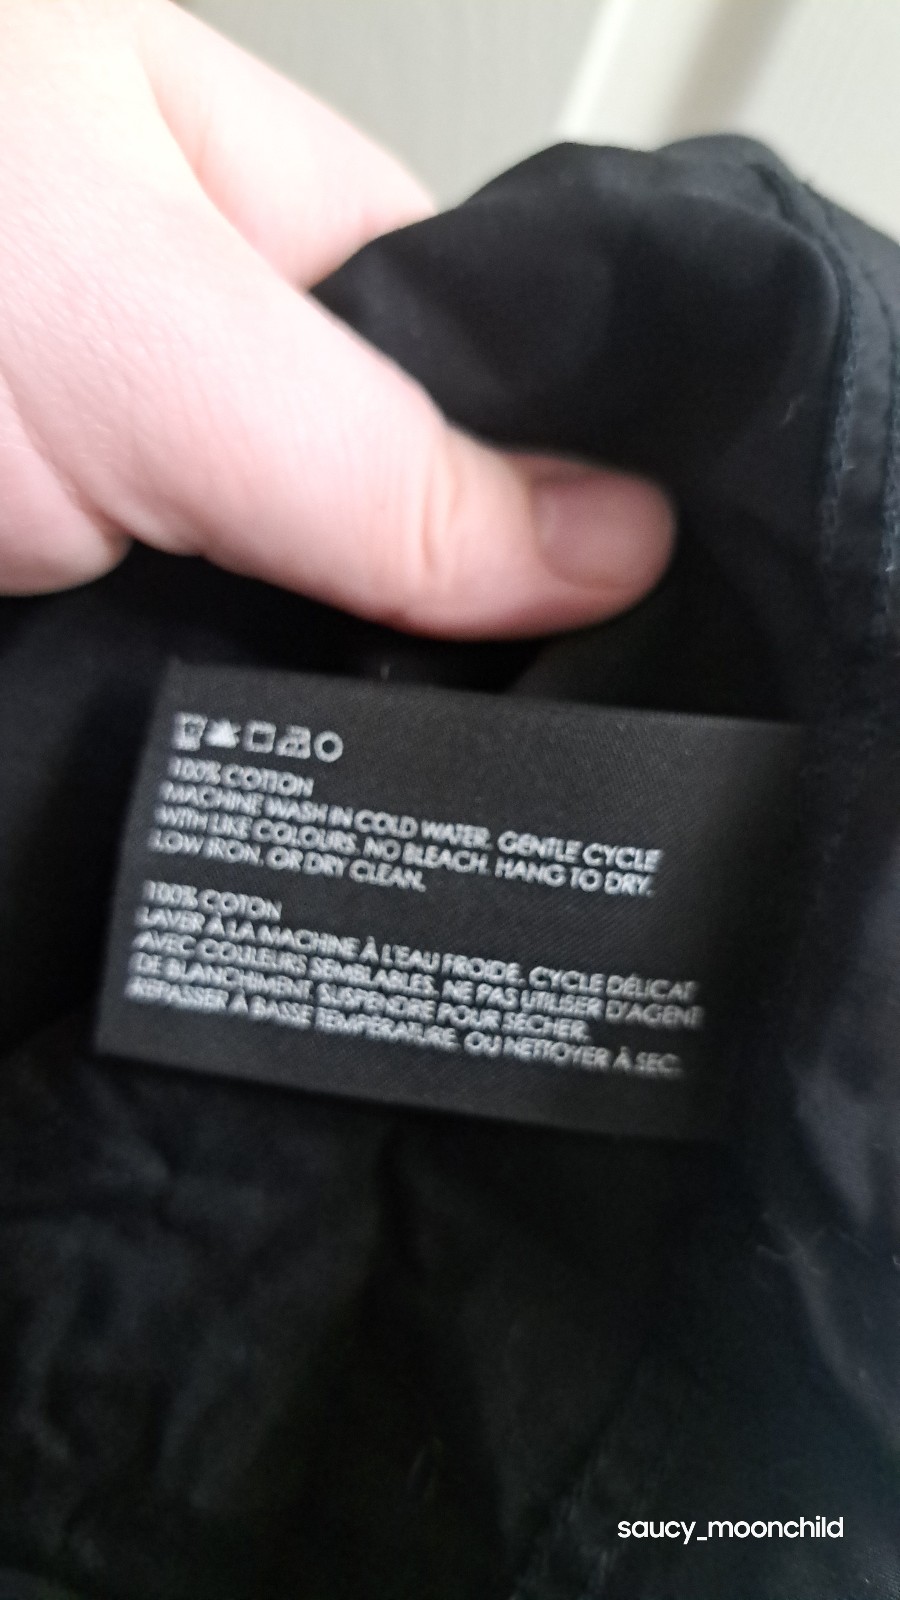 100% COTTON
MACHINE WASH IN COLD WATER. GENTLE CYCLE
WITH LIKE COLOURS. NO BLEACH. HANG TO DRY.
LOW IRON. OR DRY CLEAN.
100% COTON
LAVER À LA MACHINE À L'EAU FROIDE. CYCLE DÉLICAT
AVEC COULEURS SEMBLABLES. NE PAS UTILISER D'AGENT
DE BLANCHIMENT. SUSPENDRE POUR SÉCHER.
REPASSER À BASSE TEMPÉRATURE. OU NETTOYER À SEC.
saucy_moonchild